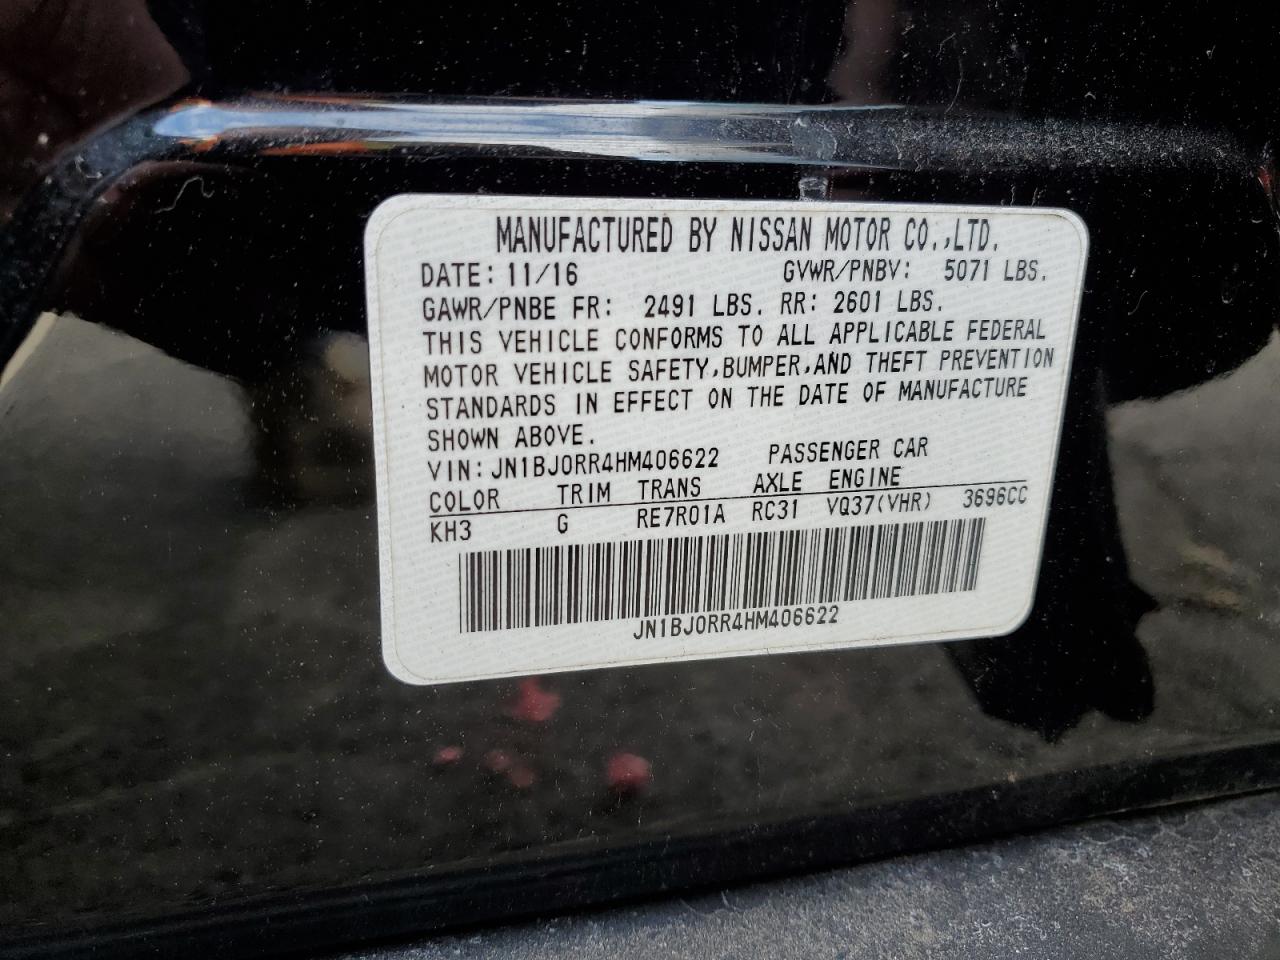 MANUFACTURED BY NISSAN MOTOR CO.,LTD.
DATE: 11/16 GVWR/PNBV: 5071 LBS.
GAWR/PNBE FR: 2491 LBS. RR: 2601 LBS.
THIS VEHICLE CONFORMS TO ALL APPLICABLE FEDERAL
MOTOR VEHICLE SAFETY,BUMPER,AND THEFT PREVENTION
STANDARDS IN EFFECT ON THE DATE OF MANUFACTURE
SHOWN ABOVE.
VIN: JN1BJ0RR4HM406622 PASSENGER CAR
COLOR TRIM TRANS AXLE ENGINE
KH3 G RE7R01A RC31 VQ37(VHR) 3696CC
JN1BJ0RR4HM406622